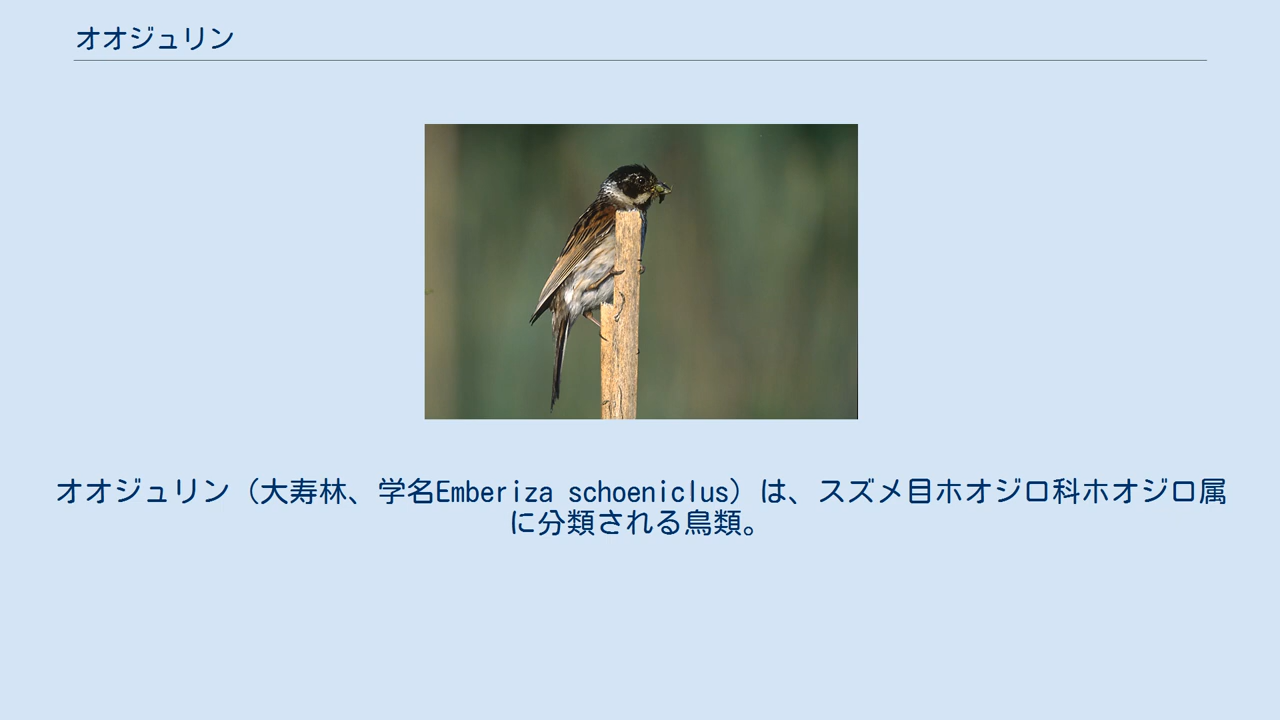 オオジュリン
オオジュリン（大寿林、学名Emberiza schoeniclus）は、スズメ目ホオジロ科ホオジロ属
に分類される鳥類。